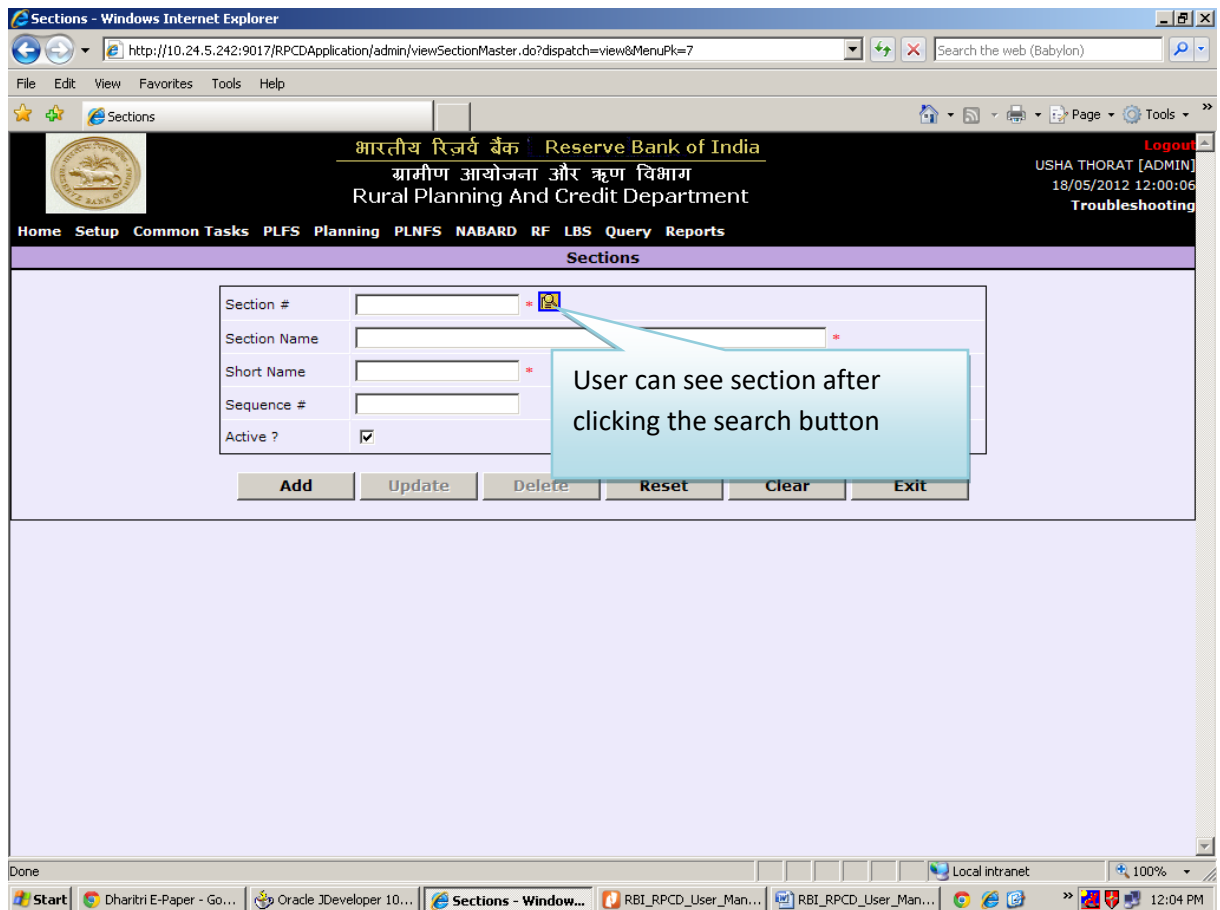 Sections - Windows Internet Explorer
http://10.24.5.242:9017/RPCDApplication/admin/viewSectionMaster.do?dispatch=view&MenuPk=7
Search the web (Babylon)
File Edit View Favorites Tools Help
Sections
Page Tools
भारतीय रिज़र्व बैंक Reserve Bank of India
ग्रामीण आयोजना और ऋण विभाग
Rural Planning And Credit Department
Logout
USHA THORAT [ADMIN]
18/05/2012 12:00:06
Troubleshooting
Home Setup Common Tasks PLFS Planning PLNFS NABARD RF LBS Query Reports
Sections
Section # *
Section Name *
Short Name *
Sequence #
Active ?
User can see section after
clicking the search button
Add Update Delete Reset Clear Exit
Done
Local intranet
100%
Start
Dharitri E-Paper - Go...
Oracle JDeveloper 10...
Sections - Window...
RBI_RPCD_User_Man...
RBI_RPCD_User_Man...
12:04 PM